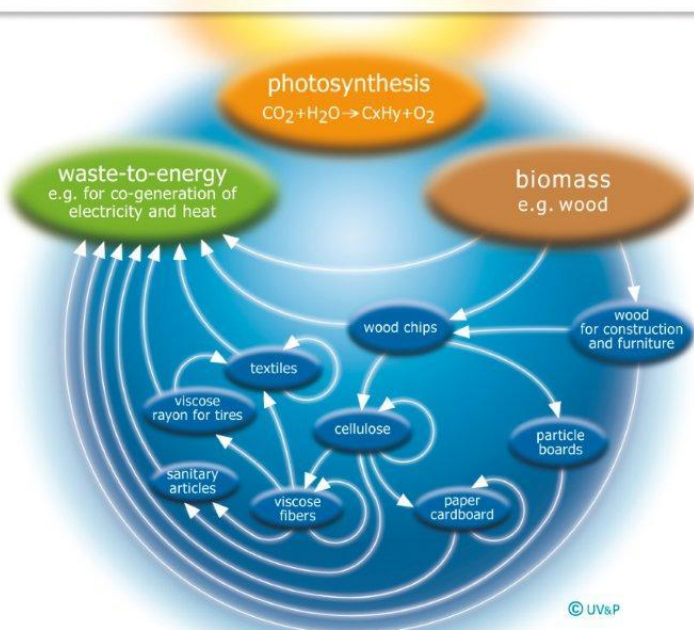 photosynthesis
CO₂+H₂O→CxHy+O₂
waste-to-energy
e.g. for co-generation of
electricity and heat
biomass
e.g. wood
wood chips
wood
for construction
and furniture
textiles
viscose
rayon for tires
cellulose
particle
boards
sanitary
articles
viscose
fibers
paper
cardboard
© UV&P